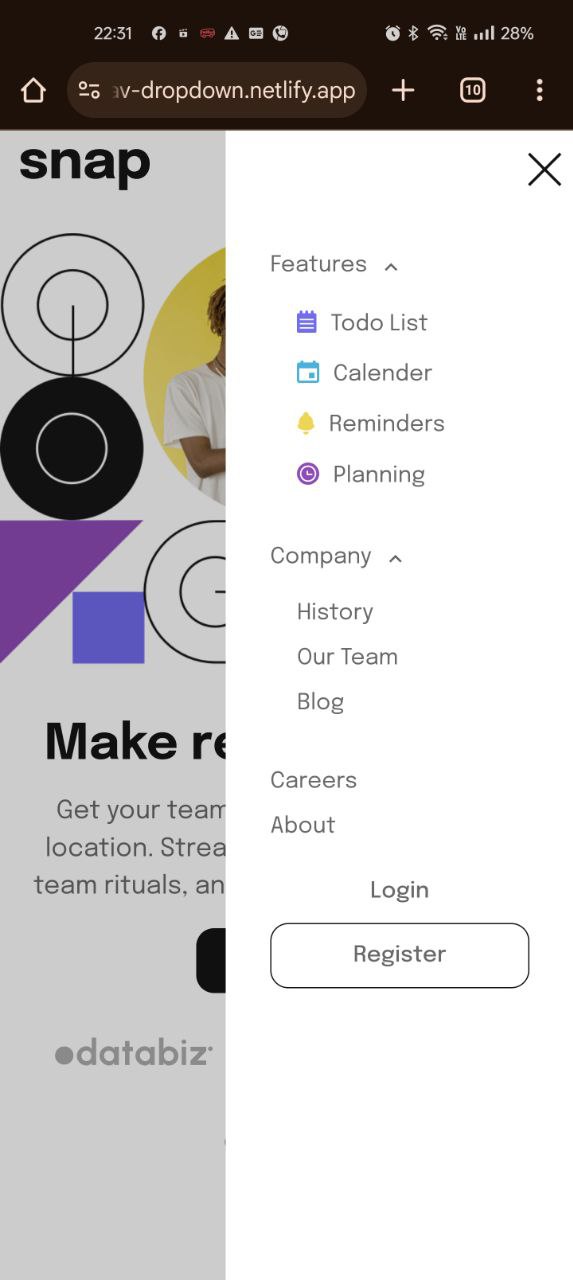 22:31
28%
av-dropdown.netlify.app
10
snap
Features
Todo List
Calender
Reminders
Planning
Company
History
Our Team
Blog
Careers
About
Login
Register
Make re
Get your team
location. Strea
team rituals, an
databiz